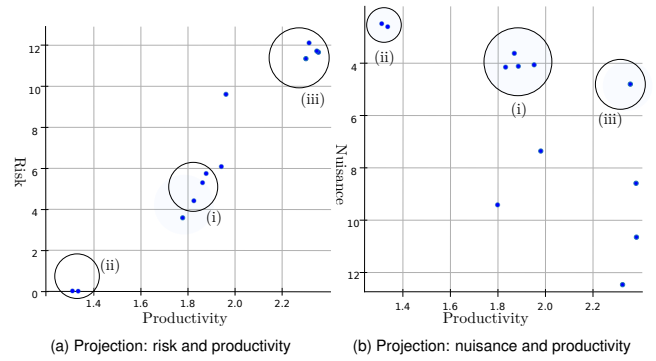 12
10
8
6
4
2
0
Risk
(iii)
(i)
(ii)
1.4
1.6
1.8
2.0
2.2
Productivity
(a) Projection: risk and productivity
4
6
8
10
12
Nuisance
(ii)
(i)
(iii)
1.4
1.6
1.8
2.0
2.2
Productivity
(b) Projection: nuisance and productivity